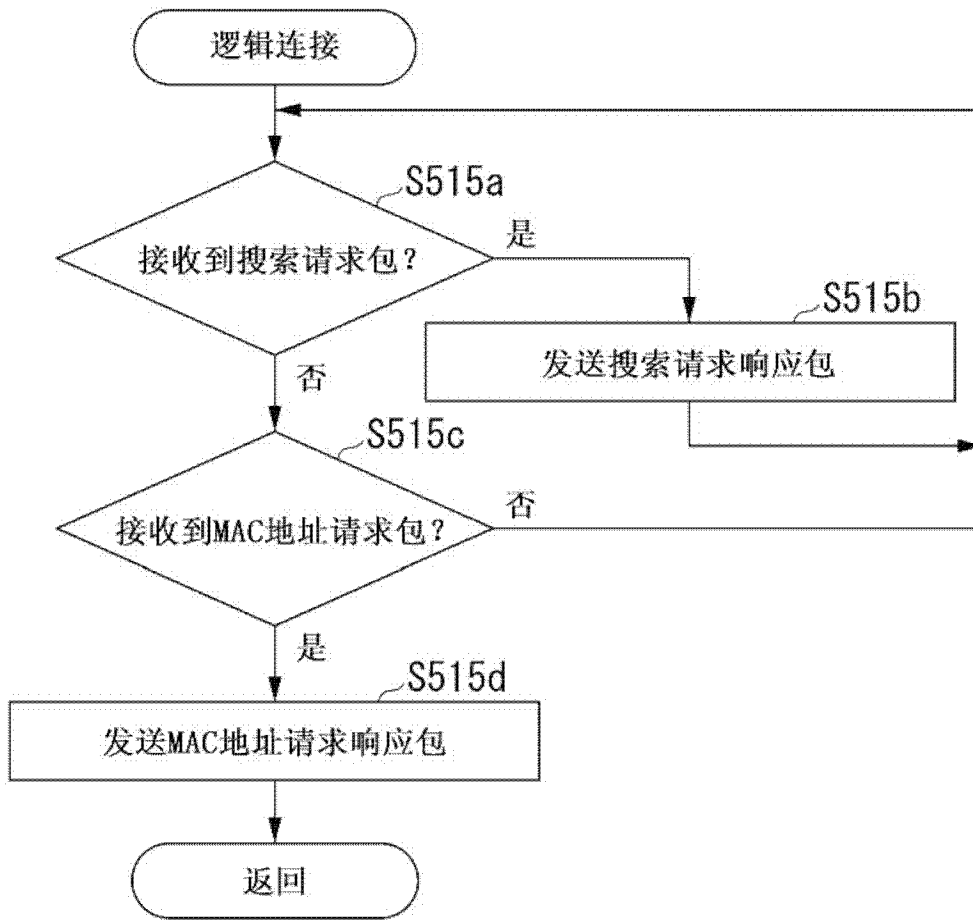 逻辑连接
S515a
接收到搜索请求包?
是
S515b
发送搜索请求响应包
否
S515c
接收到MAC地址请求包?
否
是
S515d
发送MAC地址请求响应包
返回